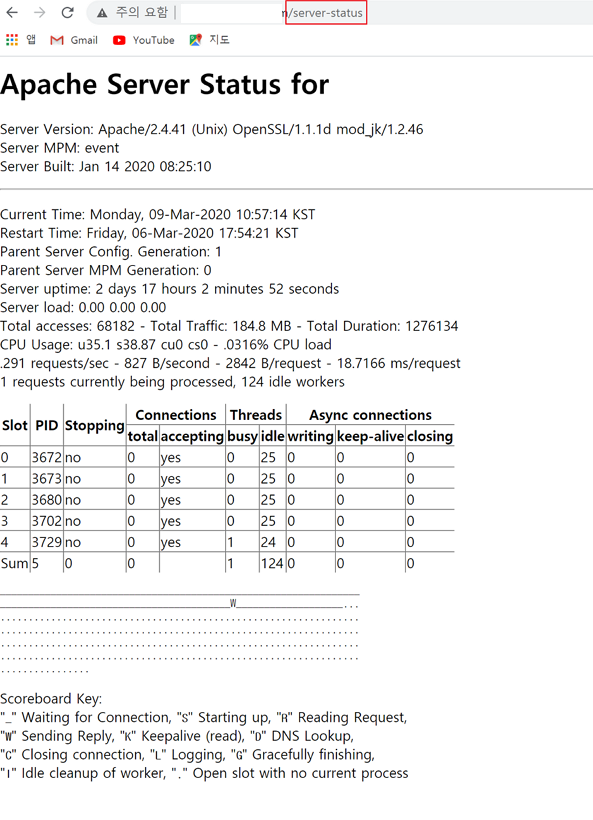 주의 요함 n/server-status
앱 Gmail YouTube 지도
Apache Server Status for
Server Version: Apache/2.4.41 (Unix) OpenSSL/1.1.1d mod_jk/1.2.46
Server MPM: event
Server Built: Jan 14 2020 08:25:10
Current Time: Monday, 09-Mar-2020 10:57:14 KST
Restart Time: Friday, 06-Mar-2020 17:54:21 KST
Parent Server Config. Generation: 1
Parent Server MPM Generation: 0
Server uptime: 2 days 17 hours 2 minutes 52 seconds
Server load: 0.00 0.00 0.00
Total accesses: 68182 - Total Traffic: 184.8 MB - Total Duration: 1276134
CPU Usage: u35.1 s38.87 cu0 cs0 - .0316% CPU load
.291 requests/sec - 827 B/second - 2842 B/request - 18.7166 ms/request
1 requests currently being processed, 124 idle workers
Slot PID Stopping Connections Threads Async connections
total accepting busy idle writing keep-alive closing
0 3672 no 0 yes 0 25 0 0 0
1 3673 no 0 yes 0 25 0 0 0
2 3680 no 0 yes 0 25 0 0 0
3 3702 no 0 yes 0 25 0 0 0
4 3729 no 0 yes 1 24 0 0 0
Sum 5 0 0 1 124 0 0 0
________________________________________________________________
_________________________________________W___________________...
................................................................
................................................................
................................................................
................................................................
................
Scoreboard Key:
"_" Waiting for Connection, "S" Starting up, "R" Reading Request,
"W" Sending Reply, "K" Keepalive (read), "D" DNS Lookup,
"C" Closing connection, "L" Logging, "G" Gracefully finishing,
"I" Idle cleanup of worker, "." Open slot with no current process